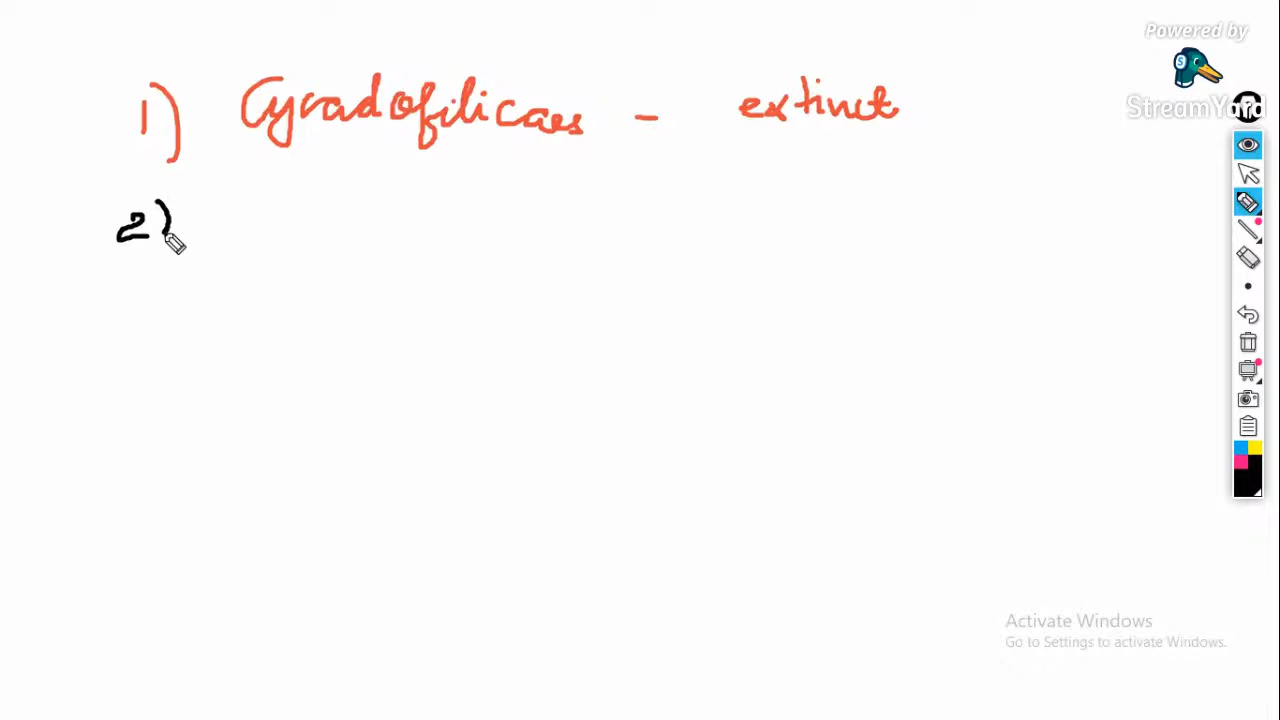 Powered by
StreamYard
1) Cycadofilicaes - extinct
2)
Activate Windows
Go to Settings to activate Windows.